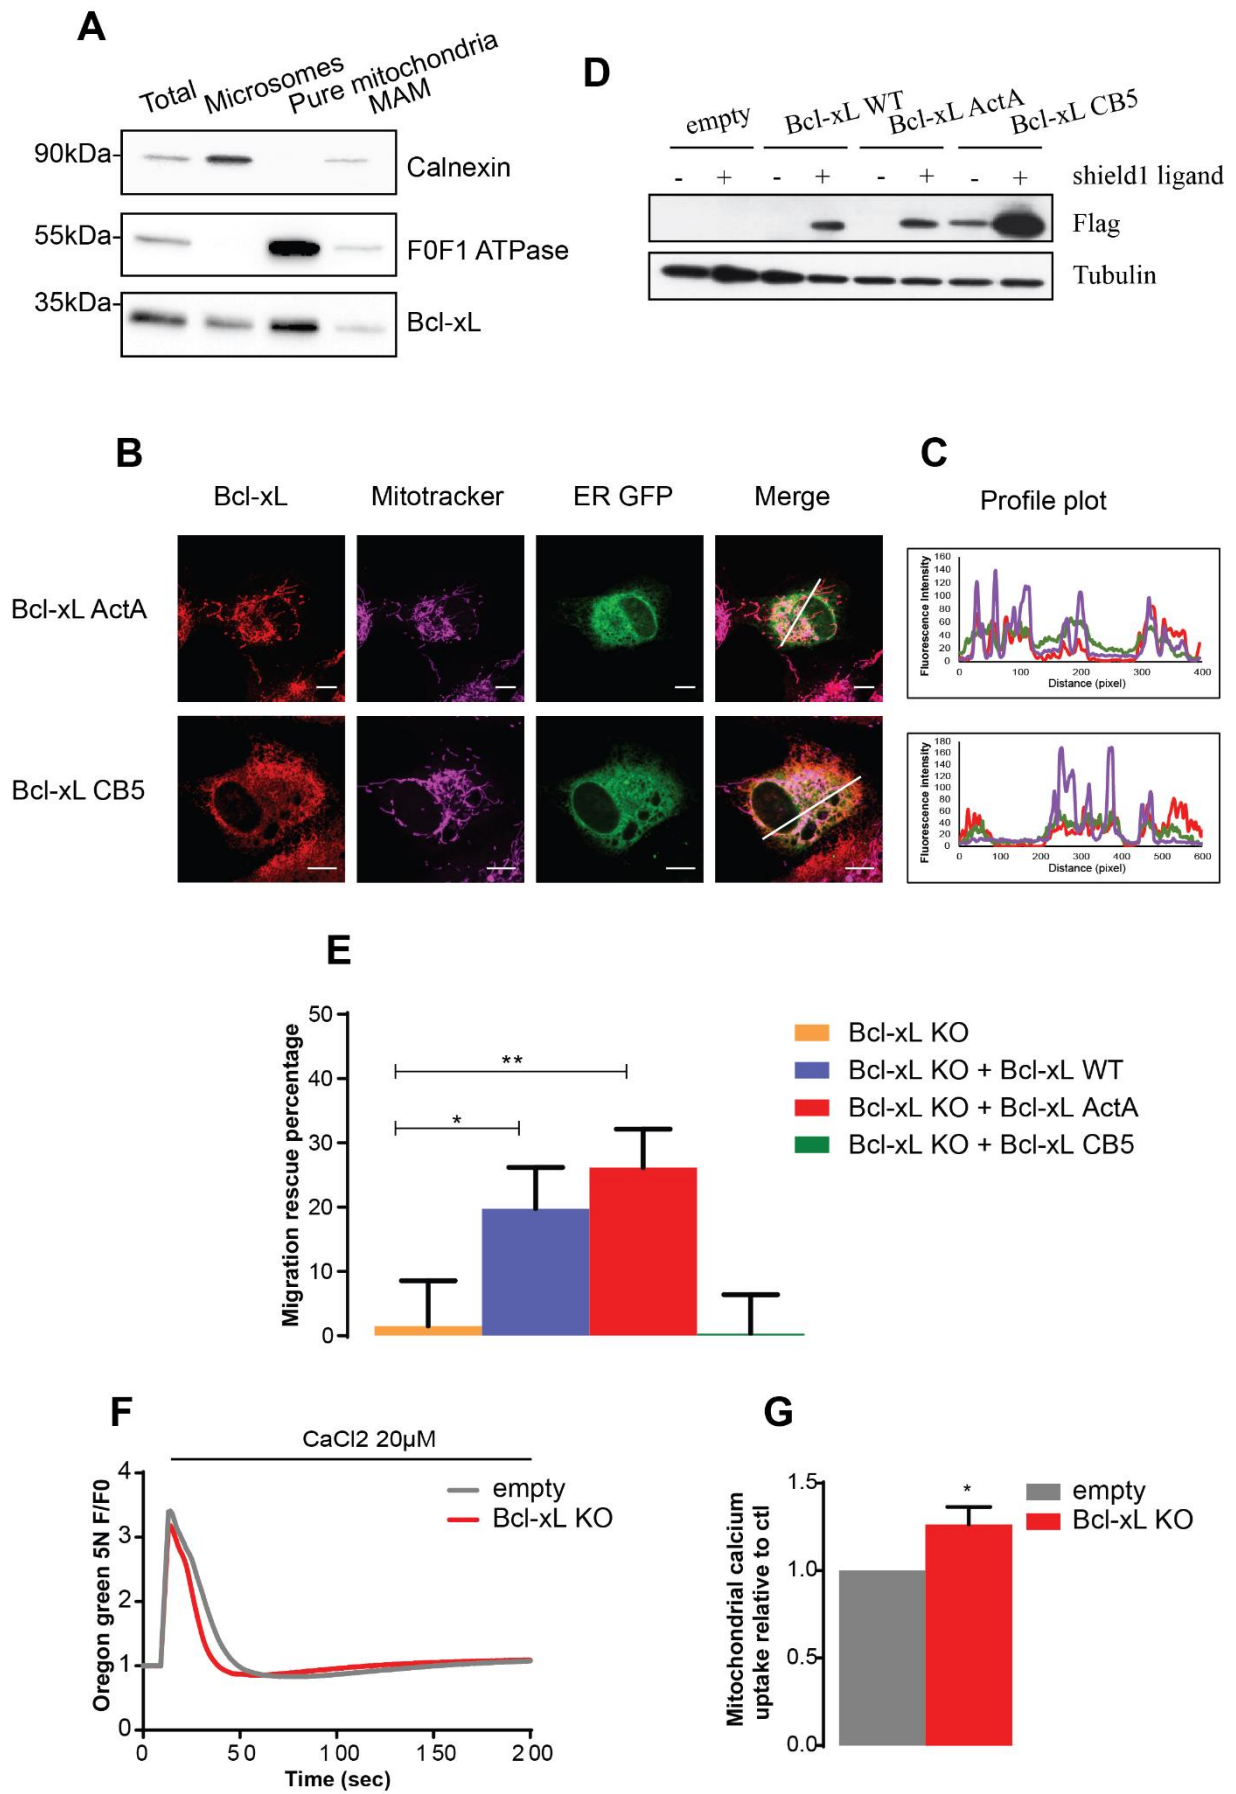 A
Total
Microsomes
Pure mitochondria
MAM
90kDa-
Calnexin
55kDa-
F0F1 ATPase
35kDa-
Bcl-xL
D
empty
Bcl-xL WT
Bcl-xL ActA
Bcl-xL CB5
- + - + - + - + shield1 ligand
Flag
Tubulin
B
Bcl-xL Mitotracker ER GFP Merge
Bcl-xL ActA
Bcl-xL CB5
C
Profile plot
Fluorescence Intensity
160
140
120
100
80
60
40
20
0
0 100 200 300 400
Distance (pixel)
Fluorescence intensity
180
160
140
120
100
80
60
40
20
0
0 100 200 300 400 500 600
Distance (pixel)
E
Migration rescue percentage
50
40
30
20
10
0
**
*
Bcl-xL KO
Bcl-xL KO + Bcl-xL WT
Bcl-xL KO + Bcl-xL ActA
Bcl-xL KO + Bcl-xL CB5
F
CaCl2 20µM
Oregon green 5N F/F0
4
3
2
1
0
empty
Bcl-xL KO
0 50 100 150 200
Time (sec)
G
Mitochondrial calcium
uptake relative to ctl
1.5
1.0
0.5
0.0
*
empty
Bcl-xL KO